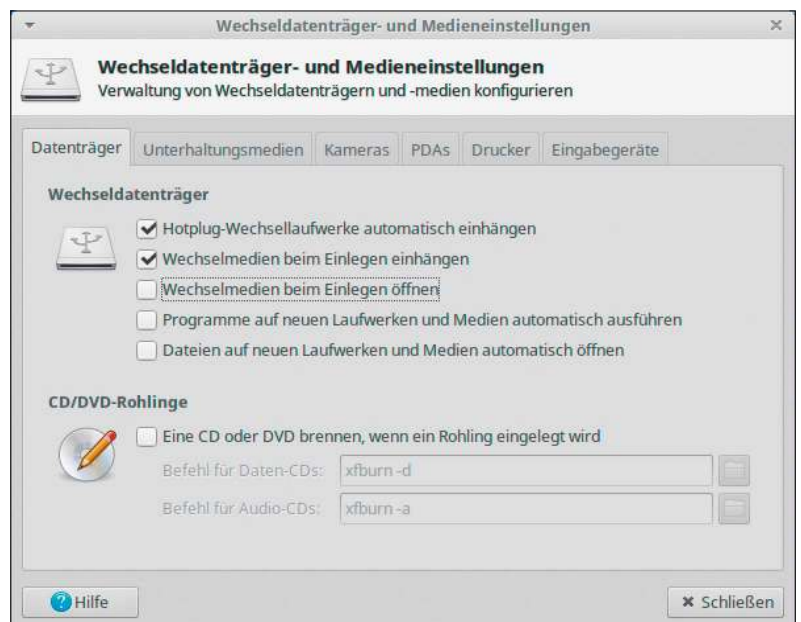 Wechseldatenträger- und Medieneinstellungen
Wechseldatenträger- und Medieneinstellungen
Verwaltung von Wechseldatenträgern und -medien konfigurieren
Datenträger Unterhaltungsmedien Kameras PDAs Drucker Eingabegeräte
Wechseldatenträger
Hotplug-Wechsellaufwerke automatisch einhängen
Wechselmedien beim Einlegen einhängen
Wechselmedien beim Einlegen öffnen
Programme auf neuen Laufwerken und Medien automatisch ausführen
Dateien auf neuen Laufwerken und Medien automatisch öffnen
CD/DVD-Rohlinge
Eine CD oder DVD brennen, wenn ein Rohling eingelegt wird
Befehl für Daten-CDs: xfburn -d
Befehl für Audio-CDs: xfburn -a
Hilfe Schließen